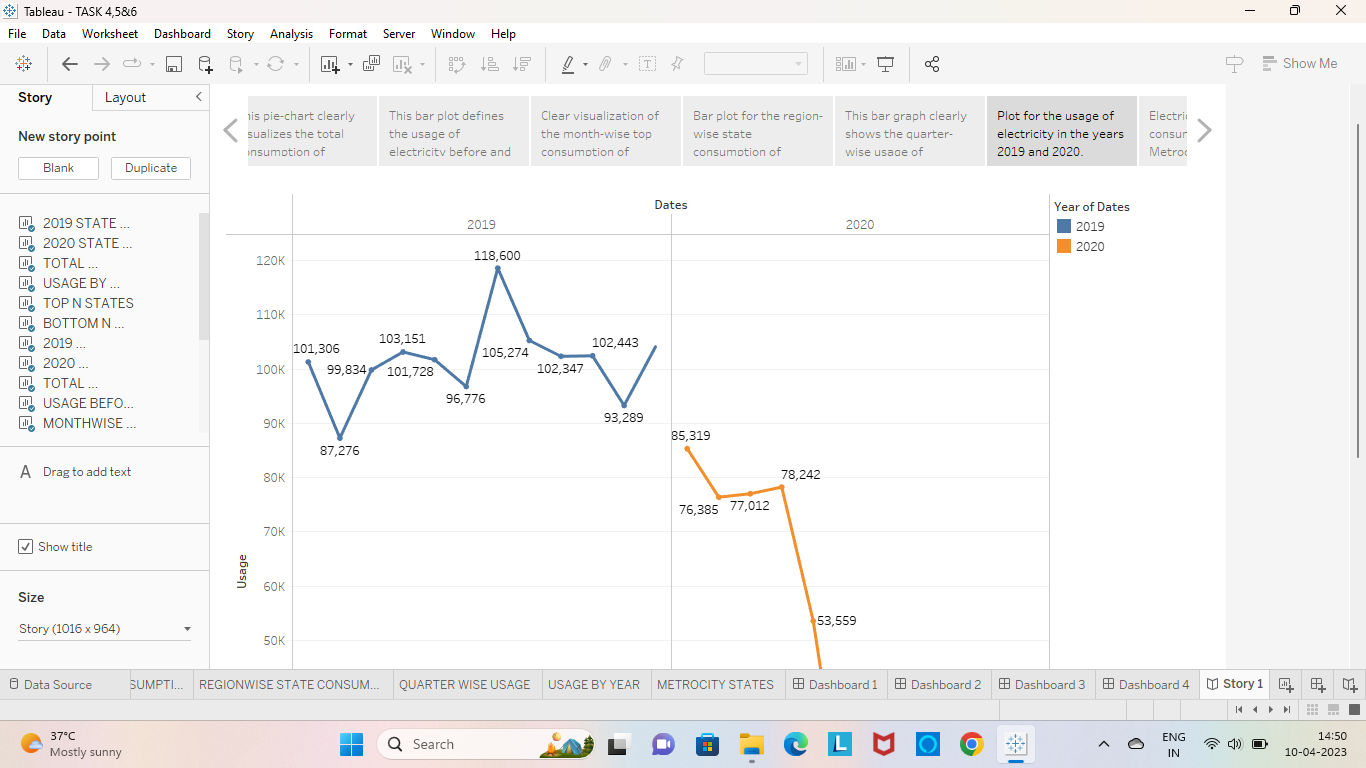 Tableau - TASK 4,5&6
File Data Worksheet Dashboard Story Analysis Format Server Window Help
Show Me
Story Layout
New story point
Blank Duplicate
2019 STATE ...
2020 STATE ...
TOTAL ...
USAGE BY ...
TOP N STATES
BOTTOM N ...
2019 ...
2020 ...
TOTAL ...
USAGE BEFO...
MONTHWISE ...
A Drag to add text
Show title
Size
Story (1016 x 964)
his pie-chart clearly
sualizes the total
onsumption of
This bar plot defines
the usage of
electricity before and
Clear visualization of
the month-wise top
consumption of
Bar plot for the region-
wise state
consumption of
This bar graph clearly
shows the quarter-
wise usage of
Plot for the usage of
electricity in the years
2019 and 2020.
Electri
consur
Metro
Dates
2019 2020
Year of Dates
2019
2020
Usage
120K
110K
100K
90K
80K
70K
60K
50K
118,600
101,306
103,151
102,443
99,834
101,728
105,274
102,347
96,776
93,289
87,276
85,319
78,242
76,385
77,012
53,559
Data Source SUMPTI... REGIONWISE STATE CONSUM... QUARTER WISE USAGE USAGE BY YEAR METROCITY STATES Dashboard 1 Dashboard 2 Dashboard 3 Dashboard 4 Story 1
37°C
Mostly sunny
Search
ENG
IN
14:50
10-04-2023